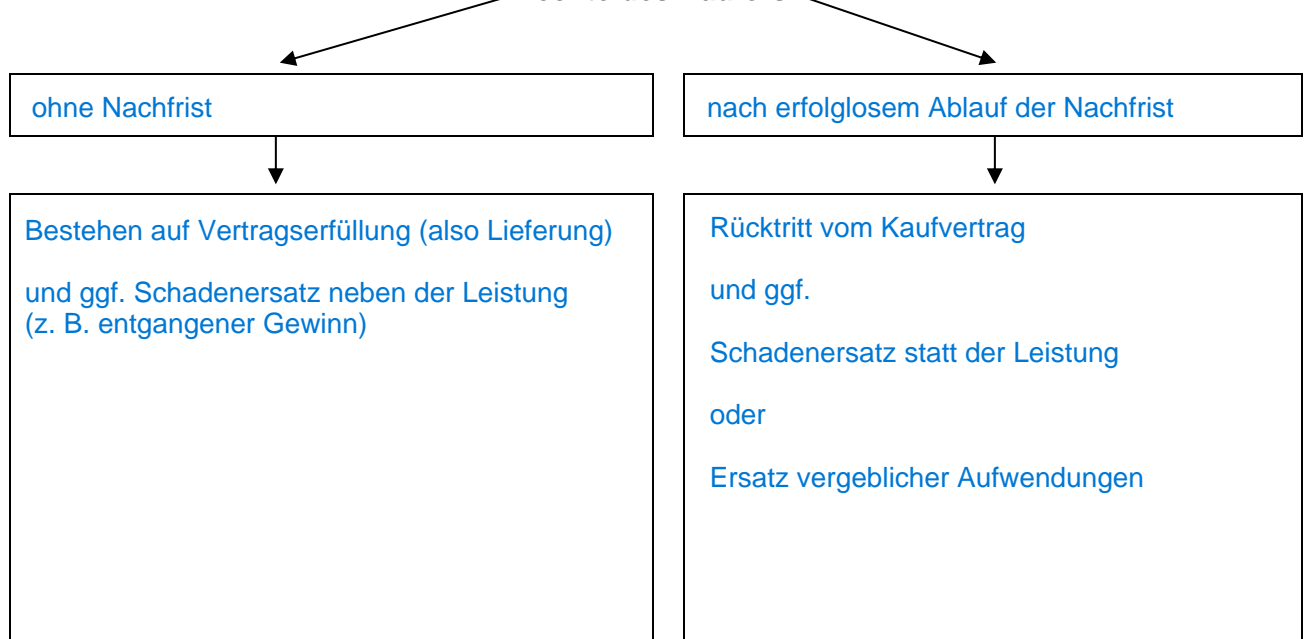 ohne Nachfrist
nach erfolglosem Ablauf der Nachfrist
Bestehen auf Vertragserfüllung (also Lieferung)
und ggf. Schadenersatz neben der Leistung
(z. B. entgangener Gewinn)
Rücktritt vom Kaufvertrag
und ggf.
Schadenersatz statt der Leistung
oder
Ersatz vergeblicher Aufwendungen